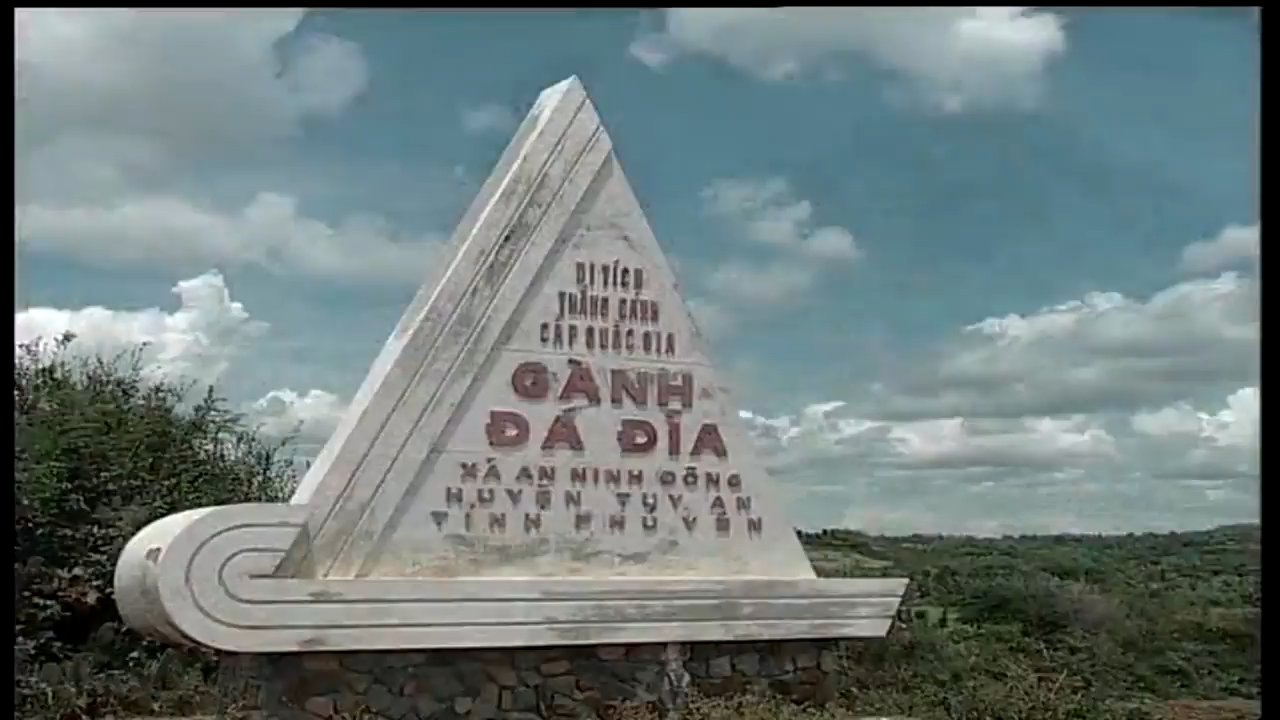 DI TÍCH
THẮNG CẢNH
CẤP QUỐC GIA
GÀNH
ĐÁ ĐĨA
XÃ AN NINH ĐÔNG
HUYỆN TUY AN
TỈNH PHÚ YÊN